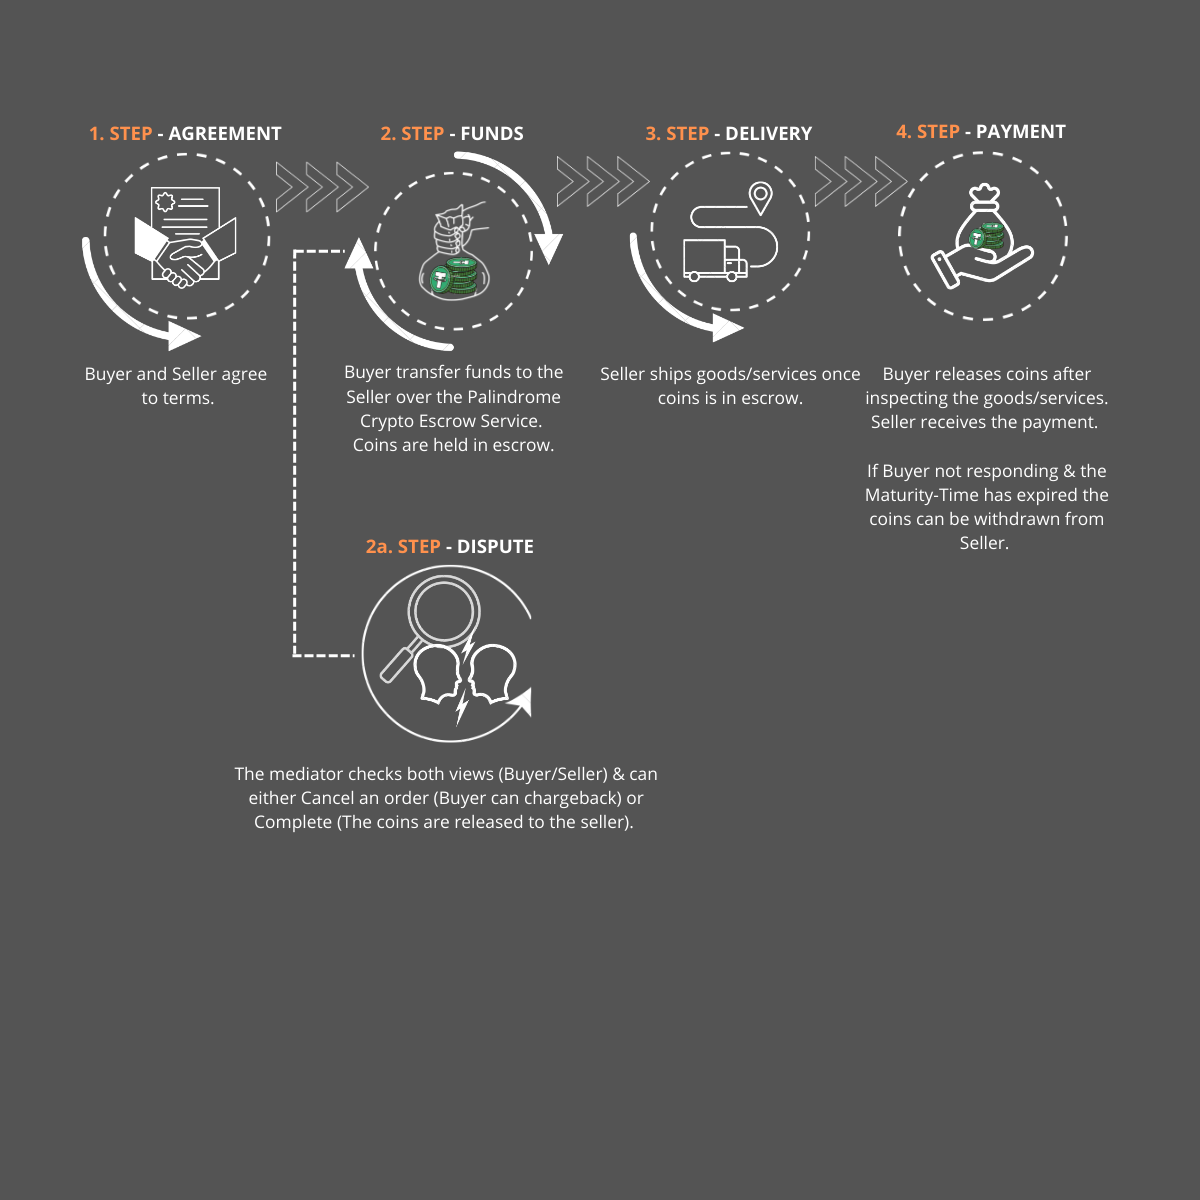 1. STEP - AGREEMENT
Buyer and Seller agree
to terms.
2. STEP - FUNDS
Buyer transfer funds to the
Seller over the Palindrome
Crypto Escrow Service.
Coins are held in escrow.
3. STEP - DELIVERY
Seller ships goods/services once
coins is in escrow.
4. STEP - PAYMENT
Buyer releases coins after
inspecting the goods/services.
Seller receives the payment.
If Buyer not responding & the
Maturity-Time has expired the
coins can be withdrawn from
Seller.
2a. STEP - DISPUTE
The mediator checks both views (Buyer/Seller) & can
either Cancel an order (Buyer can chargeback) or
Complete (The coins are released to the seller).